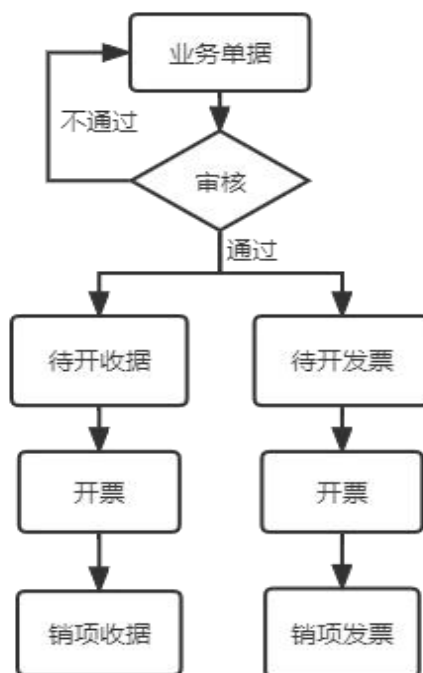 业务单据
不通过
审核
通过
待开收据
待开发票
开票
开票
销项收据
销项发票